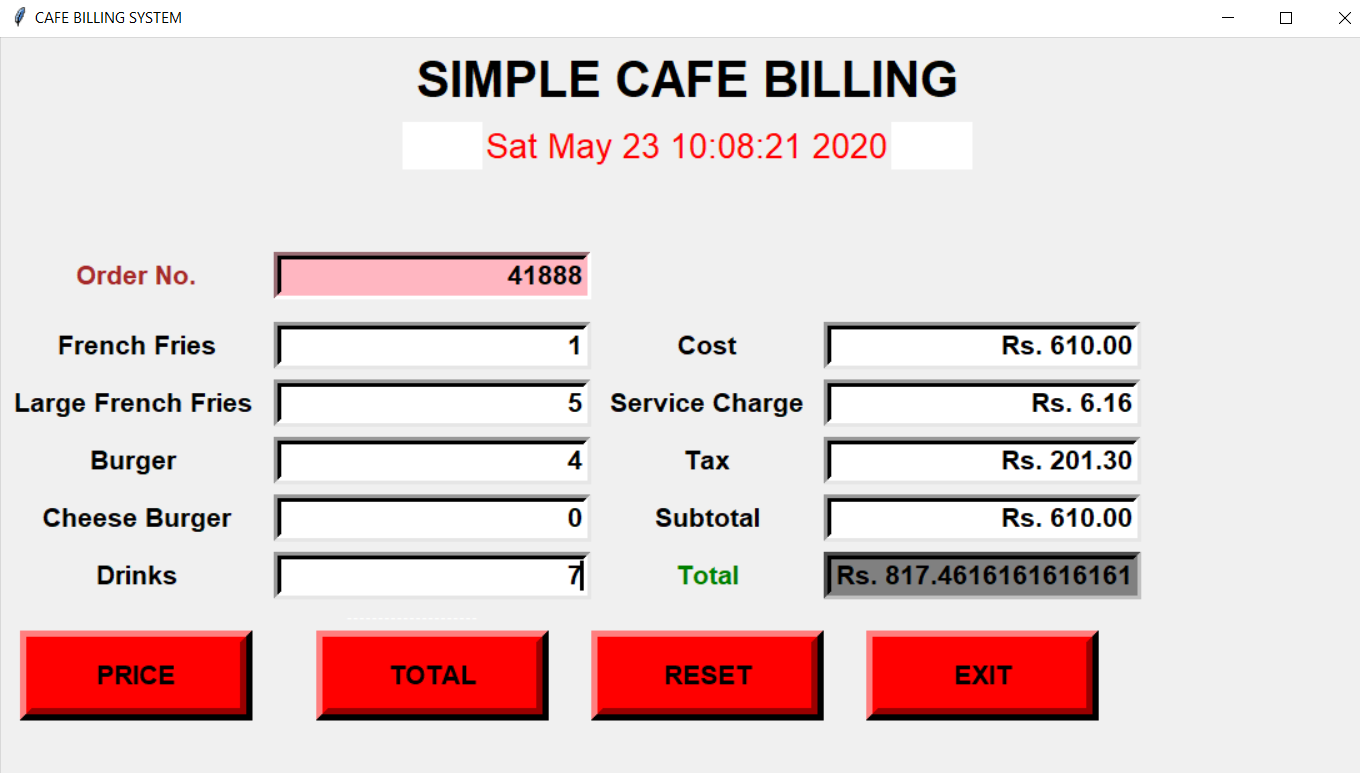 CAFE BILLING SYSTEM
SIMPLE CAFE BILLING
Sat May 23 10:08:21 2020
Order No. 41888
French Fries 1 Cost Rs. 610.00
Large French Fries 5 Service Charge Rs. 6.16
Burger 4 Tax Rs. 201.30
Cheese Burger 0 Subtotal Rs. 610.00
Drinks 7 Total Rs. 817.4616161616161
PRICE TOTAL RESET EXIT